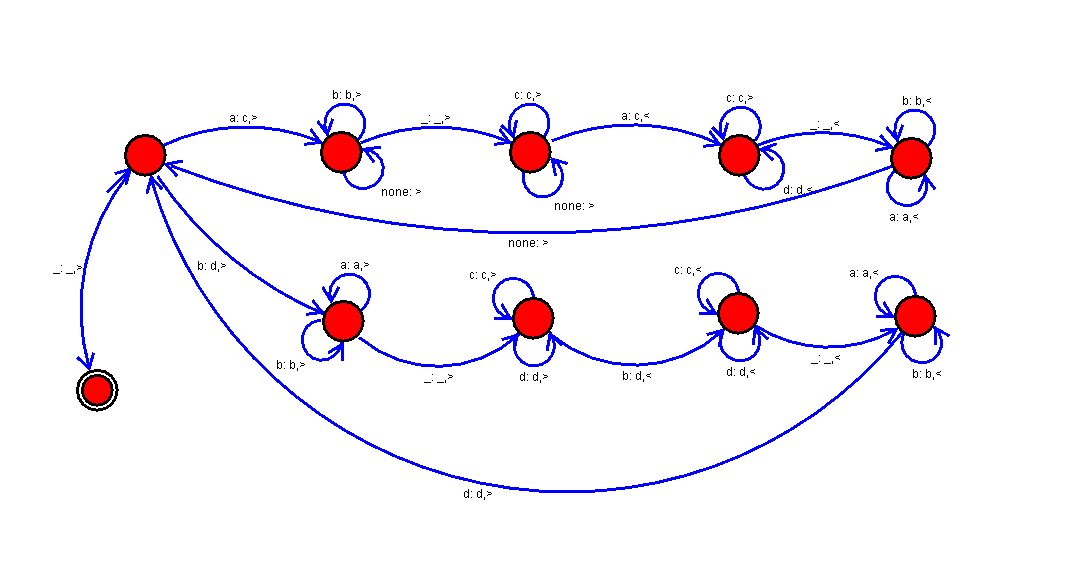 b: b,>
c: c,>
c: c,>
b: b,<
a: c,>
_: _,>
a: c,<
_: _,<
none: >
none: >
d: d,<
a: a,<
none: >
_: _,>
b: d,>
a: a,>
c: c,>
c: c,<
a: a,<
b: b,>
_: _,>
d: d,>
b: d,<
d: d,<
_: _,<
b: b,<
d: d,>